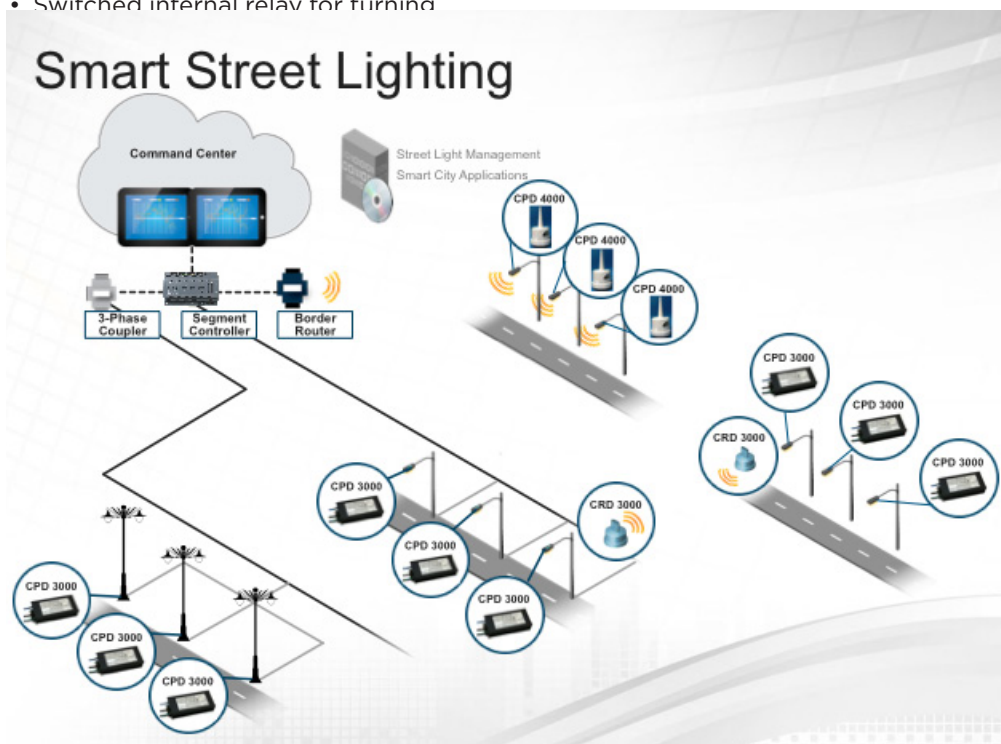 • Switched internal relay for turning
Smart Street Lighting
Command Center
Street Light Management
Smart City Applications
CPD 4000
CPD 4000
CPD 4000
3-Phase
Coupler
Segment
Controller
Border
Router
CPD 3000
CPD 3000
CPD 3000
CRD 3000
CPD 3000
CRD 3000
CPD 3000
CPD 3000
CPD 3000
CPD 3000
CPD 3000